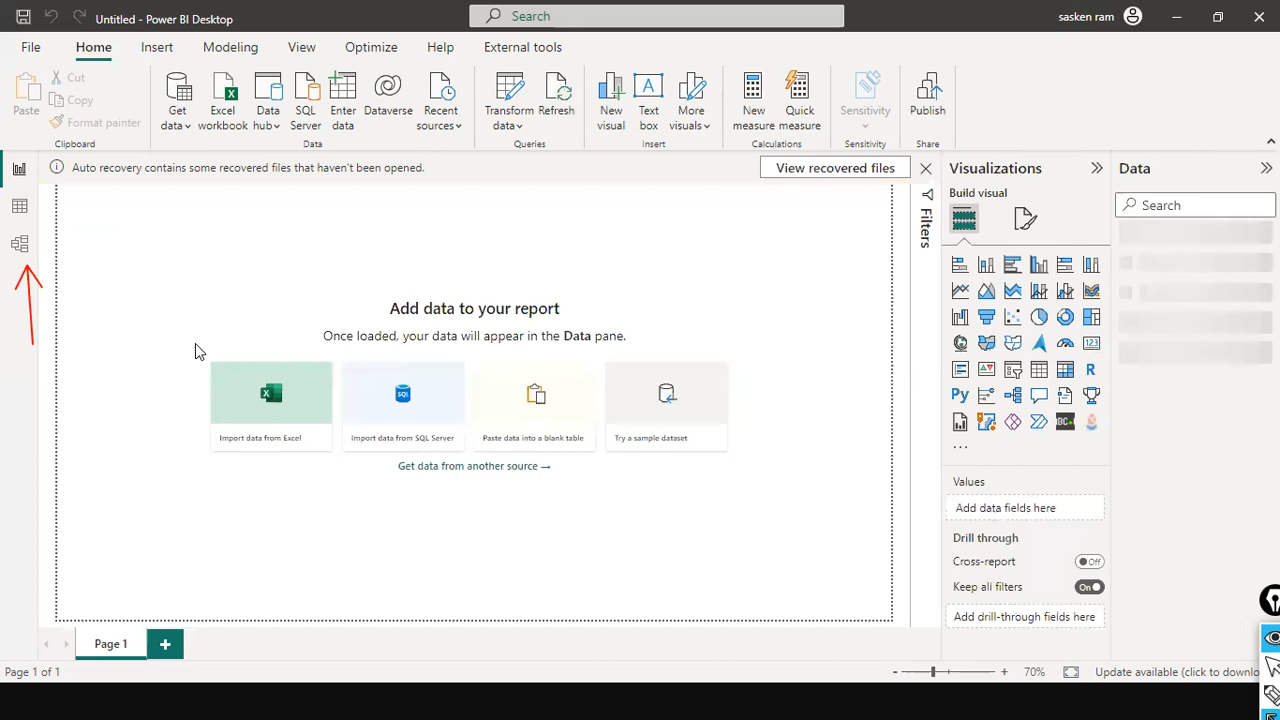 Untitled - Power BI Desktop
Search
sasken ram
File Home Insert Modeling View Optimize Help External tools
Paste
Cut
Copy
Format painter
Clipboard
Get data
Excel workbook
Data hub
SQL Server
Enter data
Dataverse
Recent sources
Data
Transform data
Refresh
Queries
New visual
Text box
More visuals
Insert
New measure
Quick measure
Calculations
Sensitivity
Sensitivity
Publish
Share
Auto recovery contains some recovered files that haven't been opened.
View recovered files
Filters
Visualizations
Build visual
Data
Search
Add data to your report
Once loaded, your data will appear in the Data pane.
Import data from Excel
Import data from SQL Server
Paste data into a blank table
Try a sample dataset
Get data from another source →
123
R
Py
BC
...
Values
Add data fields here
Drill through
Cross-report
Off
Keep all filters
On
Add drill-through fields here
Page 1
Page 1 of 1
- + 70%
Update available (click to downlo